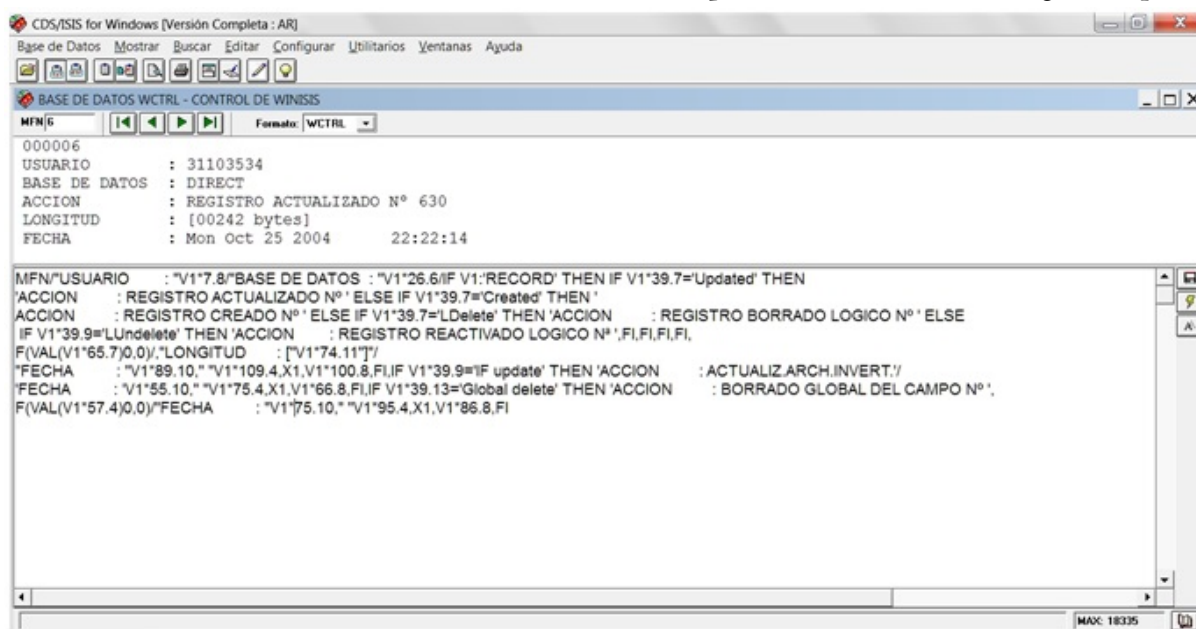 CDS/ISIS for Windows [Versión Completa : AR]
Base de Datos Mostrar Buscar Editar Configurar Utilitarios Ventanas Ayuda
BASE DE DATOS WCTRL - CONTROL DE WINISIS
MFN 6 Formato: WCTRL
000006
USUARIO : 31103534
BASE DE DATOS : DIRECT
ACCION : REGISTRO ACTUALIZADO Nº 630
LONGITUD : [00242 bytes]
FECHA : Mon Oct 25 2004 22:22:14
MFN/"USUARIO : "V1*7.8/"BASE DE DATOS : "V1*26.6/IF V1:'RECORD' THEN IF V1*39.7='Updated' THEN
'ACCION : REGISTRO ACTUALIZADO Nº ' ELSE IF V1*39.7='Created' THEN '
ACCION : REGISTRO CREADO Nº ' ELSE IF V1*39.7='LDelete' THEN 'ACCION : REGISTRO BORRADO LOGICO Nº ' ELSE
IF V1*39.9='LUndelete' THEN 'ACCION : REGISTRO REACTIVADO LOGICO Nª ',FI,FI,FI,FI,
F(VAL(V1*65.7)0,0)/,"LONGITUD : ["V1*74.11"]"/
"FECHA : "V1*89.10," "V1*109.4,X1,V1*100.8,FI,IF V1*39.9='IF update' THEN 'ACCION : ACTUALIZ.ARCH.INVERT.'/
'FECHA : 'V1*55.10," "V1*75.4,X1,V1*66.8,FI,IF V1*39.13='Global delete' THEN 'ACCION : BORRADO GLOBAL DEL CAMPO Nº ',
F(VAL(V1*57.4)0,0)/"FECHA : "V1*75.10," "V1*95.4,X1,V1*86.8,FI
MAX: 18335